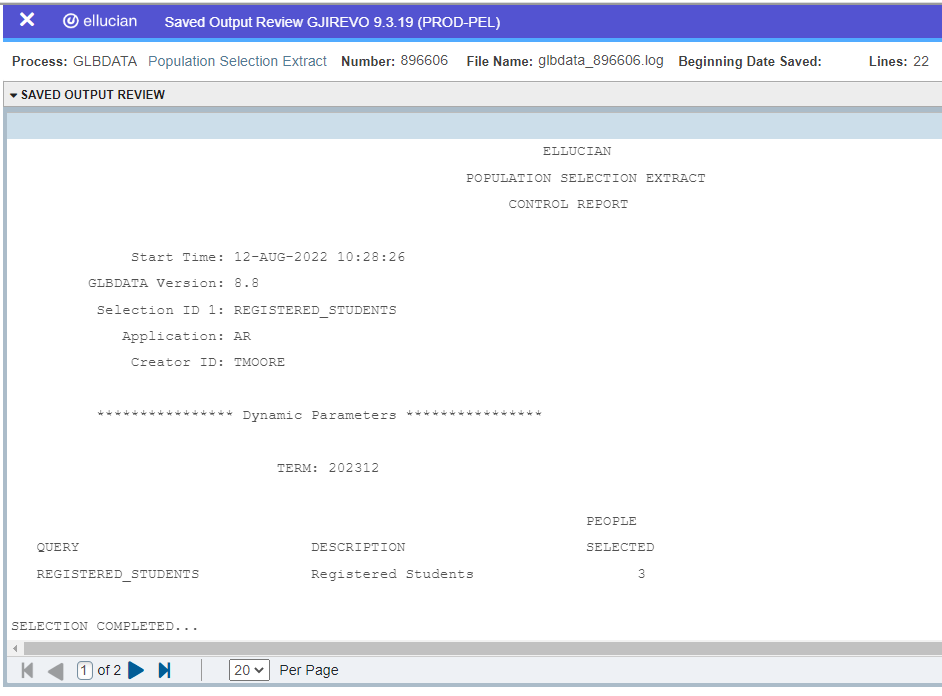 ellucian Saved Output Review GJIREVO 9.3.19 (PROD-PEL)
Process: GLBDATA Population Selection Extract Number: 896606 File Name: glbdata_896606.log Beginning Date Saved: Lines: 22
SAVED OUTPUT REVIEW
ELLUCIAN
POPULATION SELECTION EXTRACT
CONTROL REPORT
Start Time: 12-AUG-2022 10:28:26
GLBDATA Version: 8.8
Selection ID 1: REGISTERED_STUDENTS
Application: AR
Creator ID: TMOORE
**************** Dynamic Parameters ****************
TERM: 202312
PEOPLE
QUERY DESCRIPTION SELECTED
REGISTERED_STUDENTS Registered Students 3
SELECTION COMPLETED...
1 of 2 20 Per Page